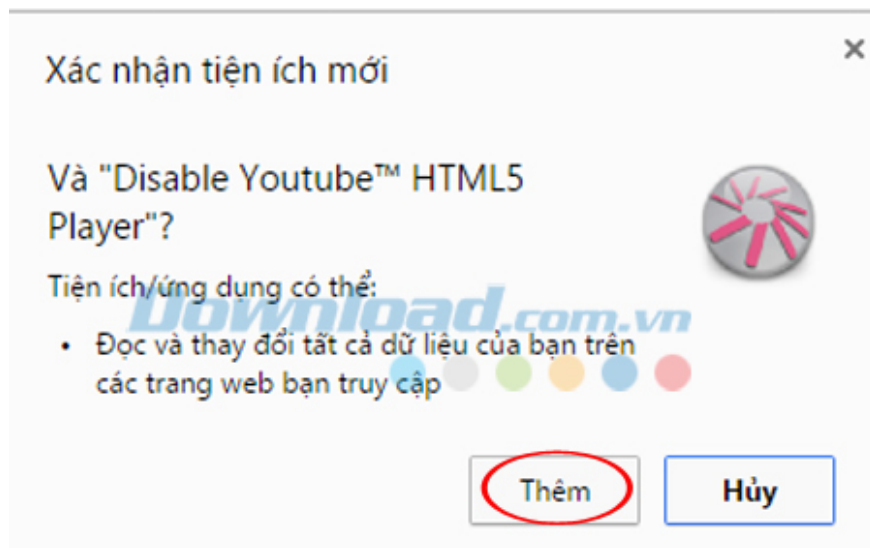 Xác nhận tiện ích mới
×
Và "Disable Youtube™ HTML5
Player"?
Tiện ích/ứng dụng có thể:
Download.com.vn
• Đọc và thay đổi tất cả dữ liệu của bạn trên
các trang web bạn truy cập
Thêm
Hủy